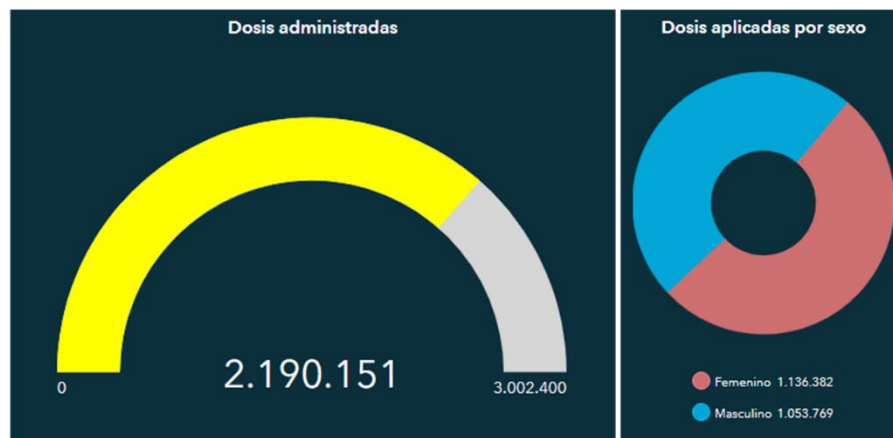 Dosis administradas
2.190.151
0
3.002.400
Dosis aplicadas por sexo
Femenino 1.136.382
Masculino 1.053.769